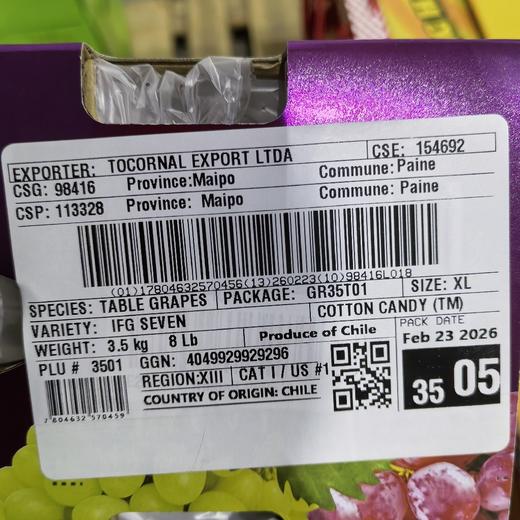 EXPORTER: TOCORNAL EXPORT LTDA CSE: 154692
CSG: 98416 Province:Maipo Commune: Paine
CSP: 113328 Province: Maipo Commune: Paine
(01)17804632570456(13)260223(10)98416L018
SPECIES: TABLE GRAPES PACKAGE: GR35T01 SIZE: XL
VARIETY: IFG SEVEN COTTON CANDY (TM)
WEIGHT: 3.5 kg 8 Lb Produce of Chile PACK DATE
Feb 23 2026
PLU # 3501 GGN: 4049929929296
REGION:XIII CAT I / US #1
COUNTRY OF ORIGIN: CHILE
35 05
7804632570459